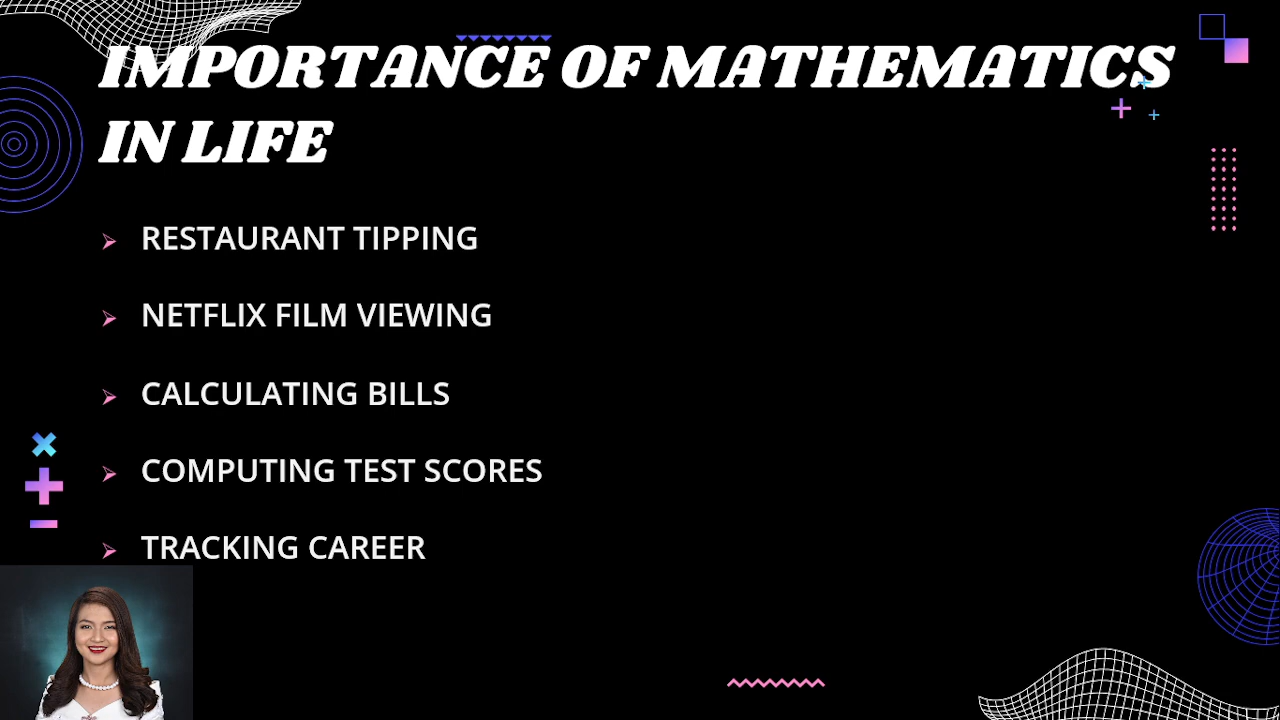 IMPORTANCE OF MATHEMATICS
IN LIFE
RESTAURANT TIPPING
NETFLIX FILM VIEWING
CALCULATING BILLS
COMPUTING TEST SCORES
TRACKING CAREER